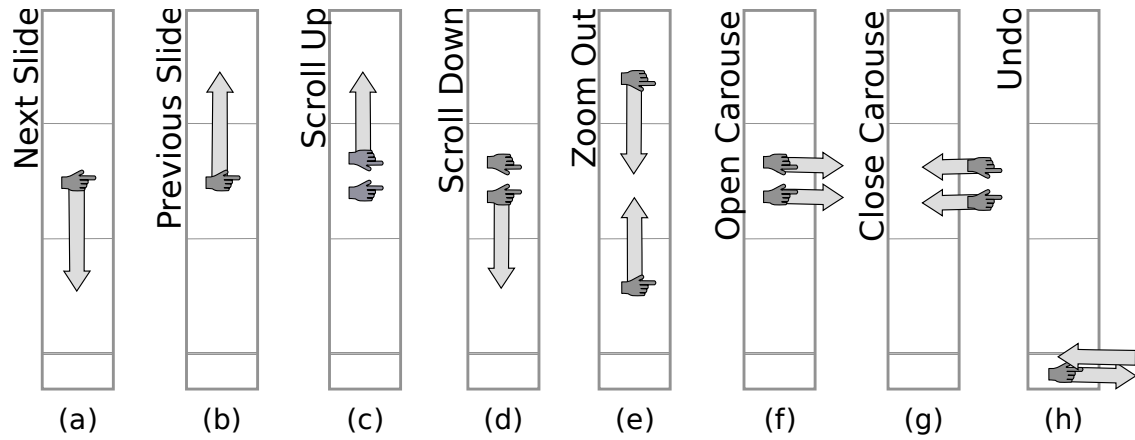 Next Slide
Previous Slide
Scroll Up
Scroll Down
Zoom Out
Open Carouse
Close Carouse
Undo
(a)
(b)
(c)
(d)
(e)
(f)
(g)
(h)